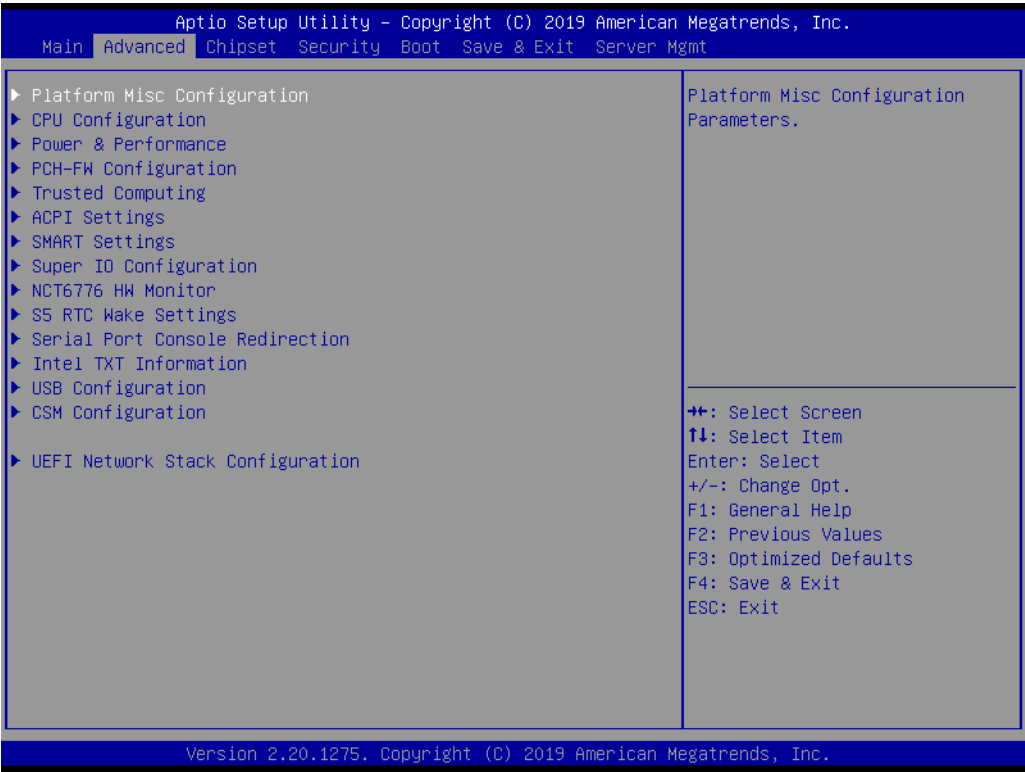 Aptio Setup Utility – Copyright (C) 2019 American Megatrends, Inc.
Main Advanced Chipset Security Boot Save & Exit Server Mgmt
▶ Platform Misc Configuration
▶ CPU Configuration
▶ Power & Performance
▶ PCH-FW Configuration
▶ Trusted Computing
▶ ACPI Settings
▶ SMART Settings
▶ Super IO Configuration
▶ NCT6776 HW Monitor
▶ S5 RTC Wake Settings
▶ Serial Port Console Redirection
▶ Intel TXT Information
▶ USB Configuration
▶ CSM Configuration
▶ UEFI Network Stack Configuration
Platform Misc Configuration
Parameters.
→←: Select Screen
↑↓: Select Item
Enter: Select
+/-: Change Opt.
F1: General Help
F2: Previous Values
F3: Optimized Defaults
F4: Save & Exit
ESC: Exit
Version 2.20.1275. Copyright (C) 2019 American Megatrends, Inc.